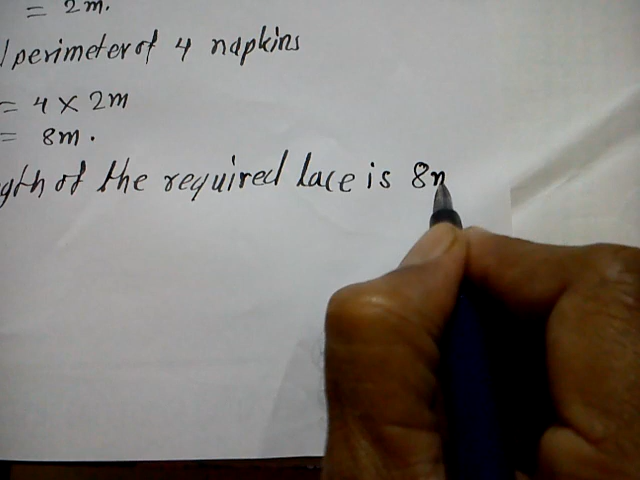 = 2m.
perimeter of 4 napkins
= 4 × 2m
= 8m.
gth of the required lace is 8m